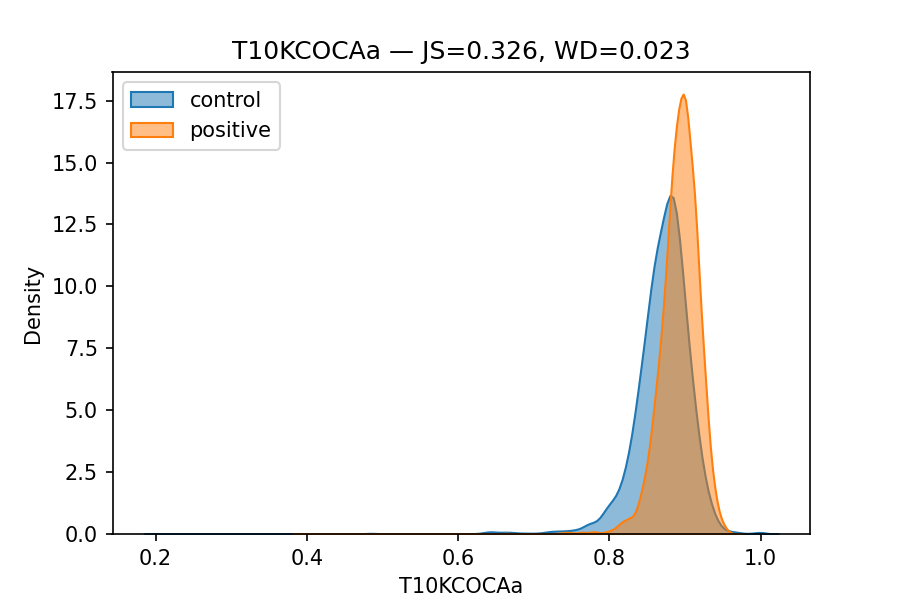 T10KCOCAa — JS=0.326, WD=0.023
control
positive
17.5
15.0
12.5
10.0
7.5
5.0
2.5
0.0
Density
0.2 0.4 0.6 0.8 1.0
T10KCOCAa